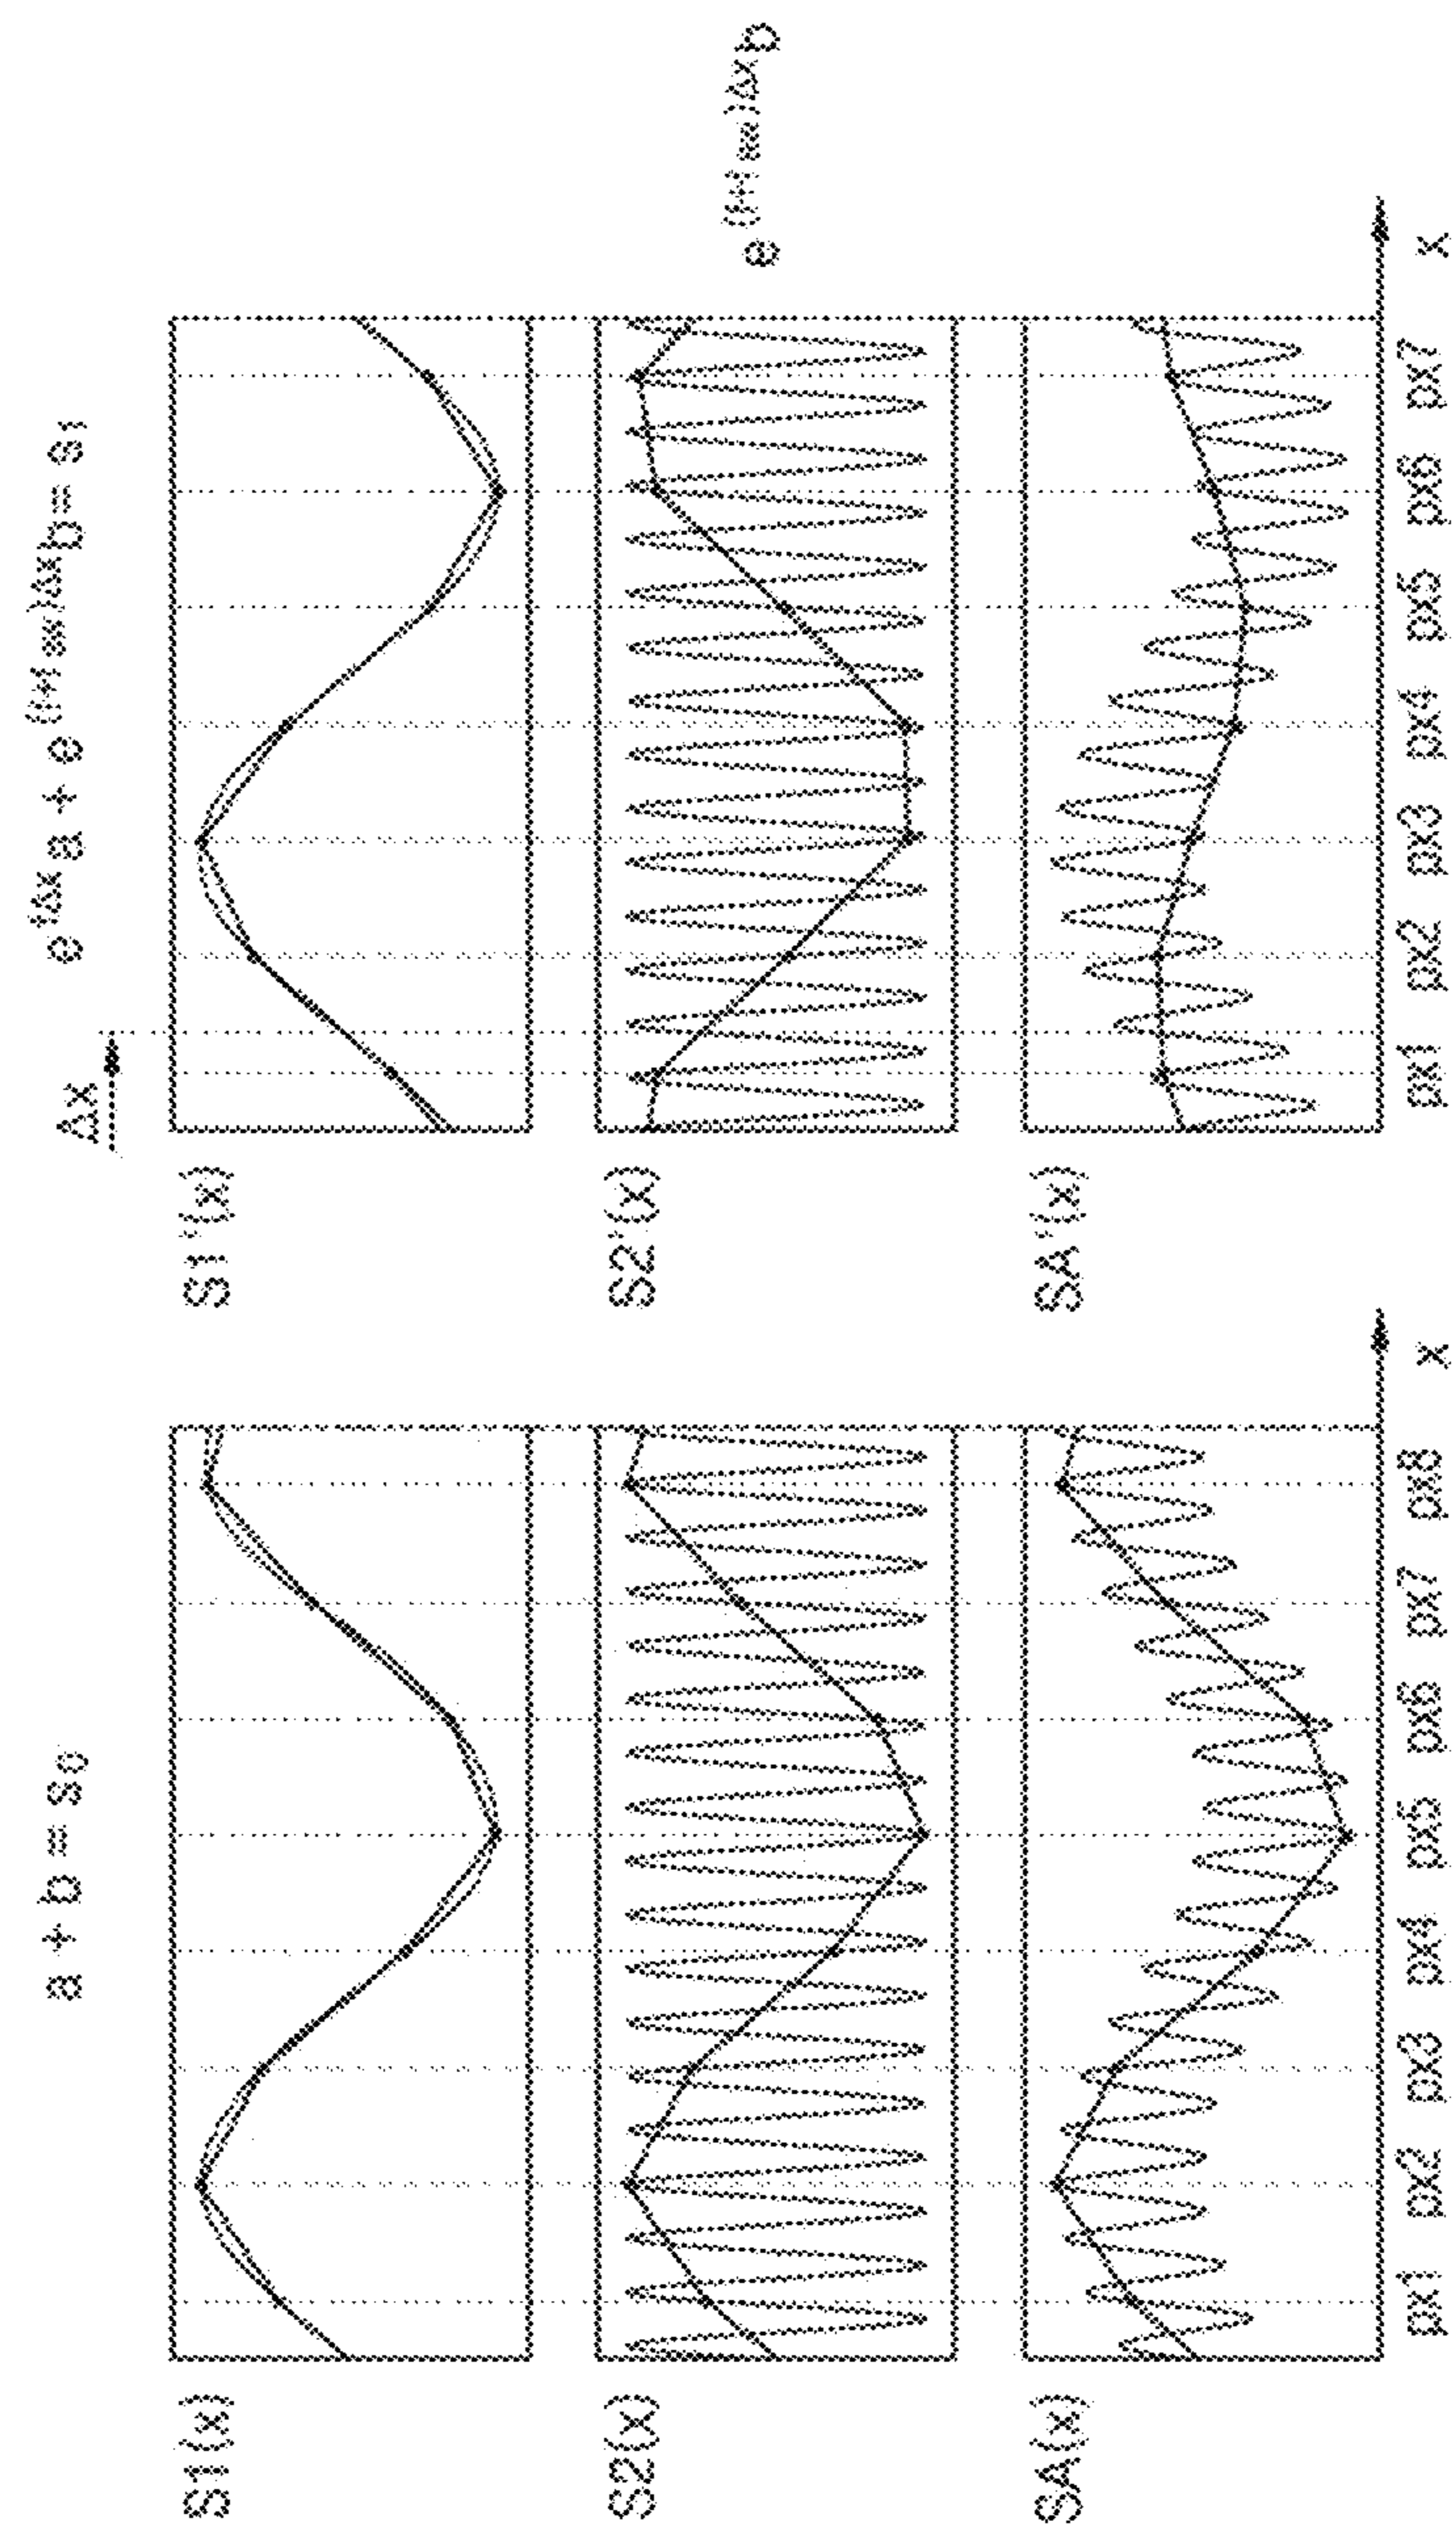 a + b = s₀
Δx
S1(x)
S1'(x)
S2(x)
S2'(x)
SA(x)
SA'(x)
px1 px2 px3 px4 px5 px6 px7 px8 x
px1 px2 px3 px4 px5 px6 px7 x